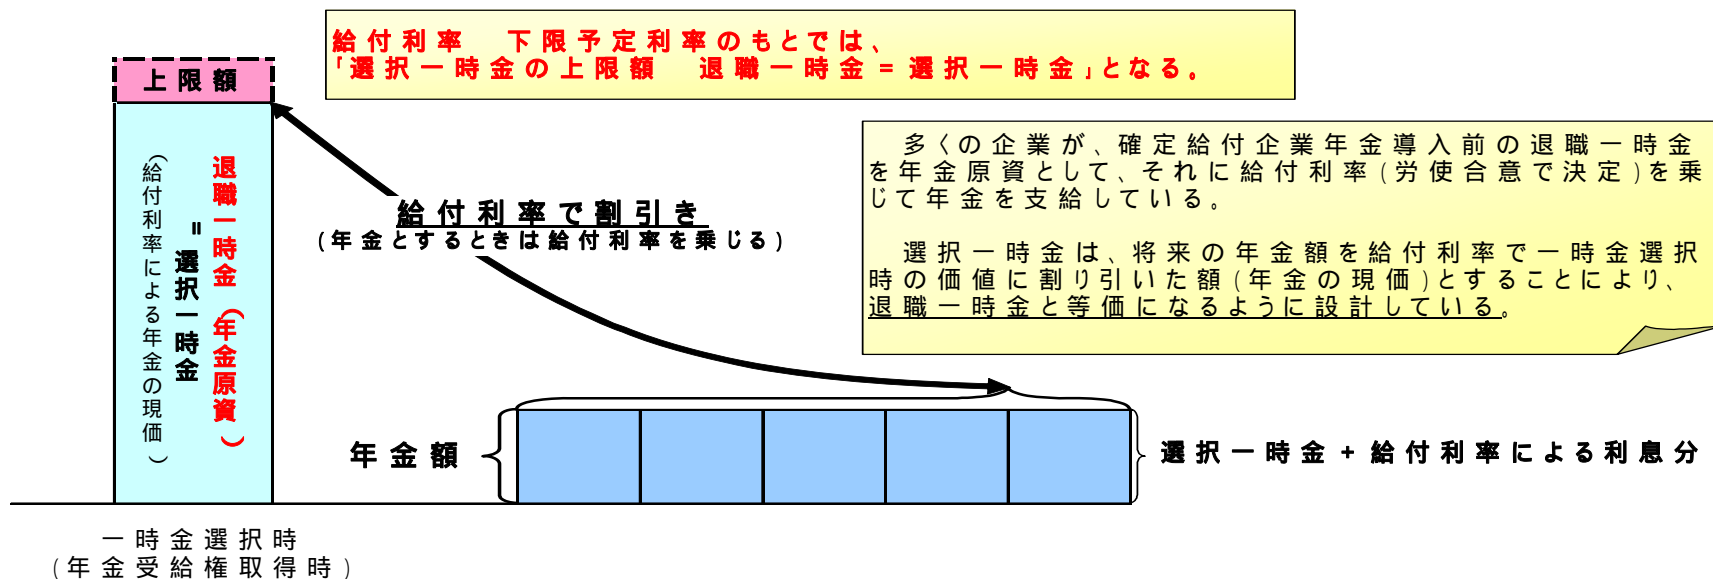 給付利率　下限予定利率のもとでは、
「選択一時金の上限額　退職一時金＝選択一時金」となる。
上限額
多くの企業が、確定給付企業年金導入前の退職一時金
を年金原資として、それに給付利率(労使合意で決定)を乗
じて年金を支給している。
選択一時金は、将来の年金額を給付利率で一時金選択
時の価値に割り引いた額(年金の現価)とすることにより、
退職一時金と等価になるように設計している。
退職一時金（年金原資）
＝選択一時金
（給付利率による年金の現価）
給付利率で割引き
(年金とするときは給付利率を乗じる)
年金額
選択一時金+給付利率による利息分
一時金選択時
(年金受給権取得時)